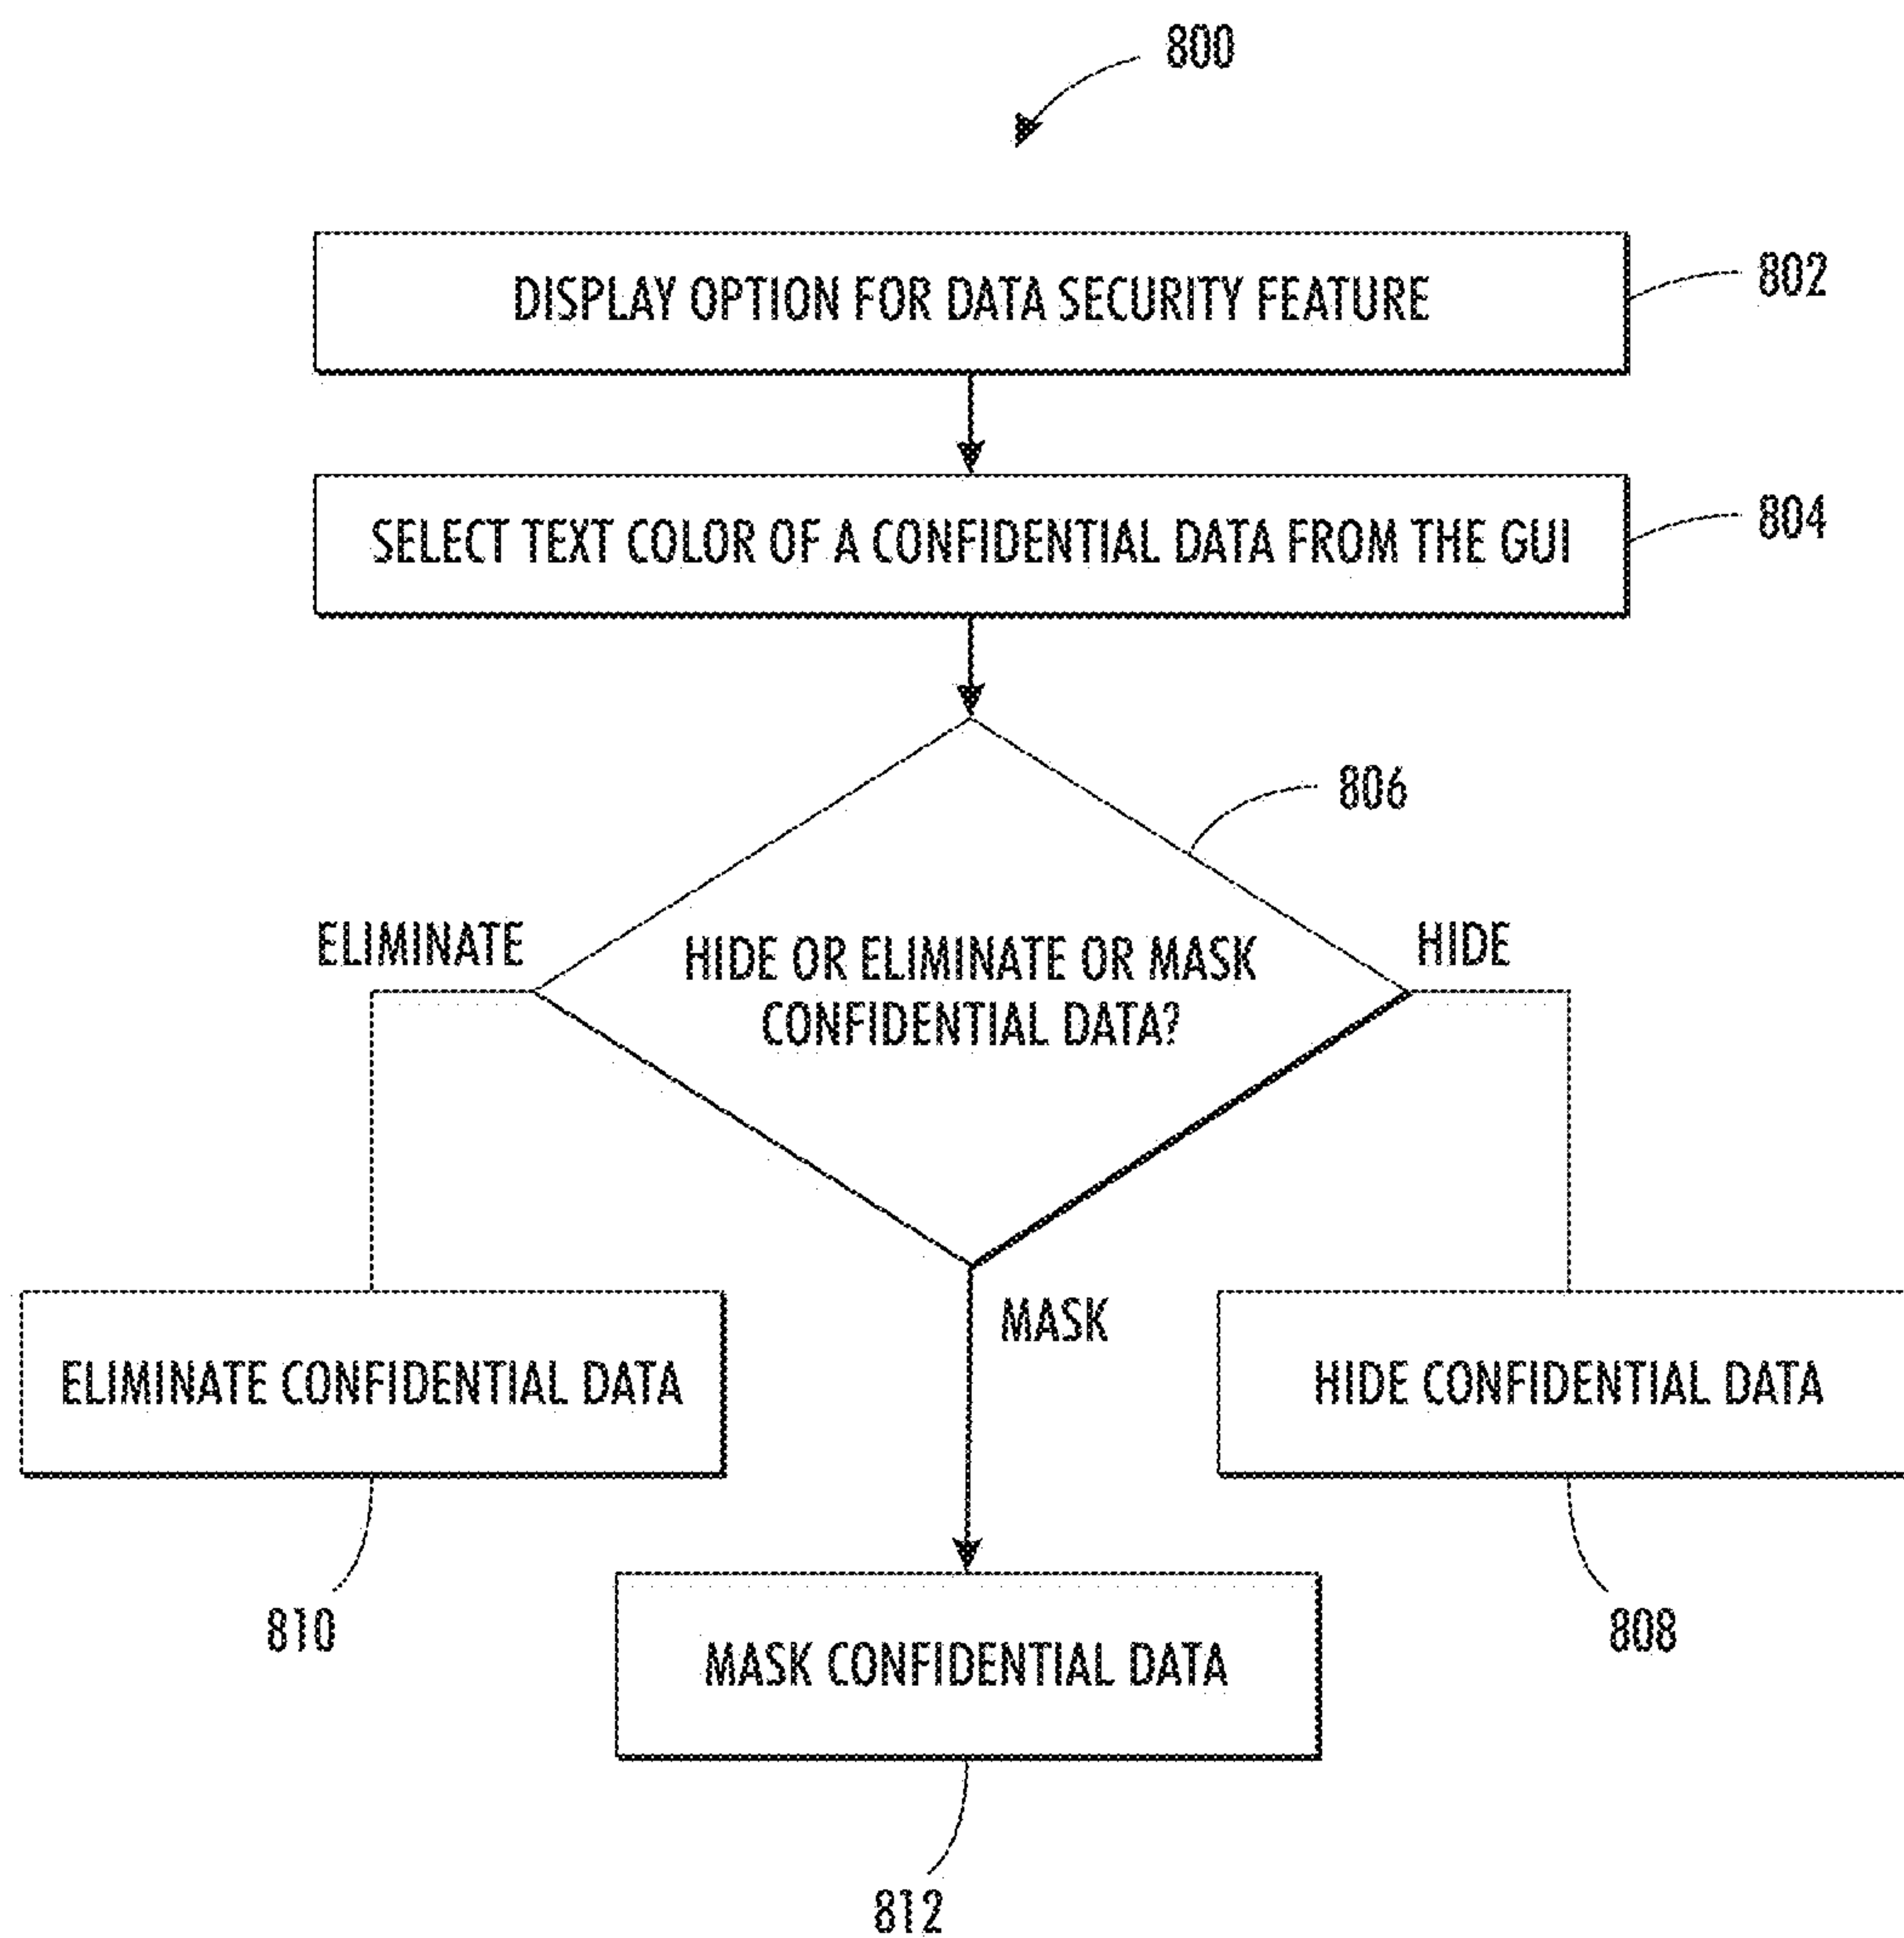 800
DISPLAY OPTION FOR DATA SECURITY FEATURE
802
SELECT TEXT COLOR OF A CONFIDENTIAL DATA FROM THE GUI
804
806
ELIMINATE
HIDE OR ELIMINATE OR MASK
CONFIDENTIAL DATA?
HIDE
MASK
ELIMINATE CONFIDENTIAL DATA
HIDE CONFIDENTIAL DATA
810
808
MASK CONFIDENTIAL DATA
812